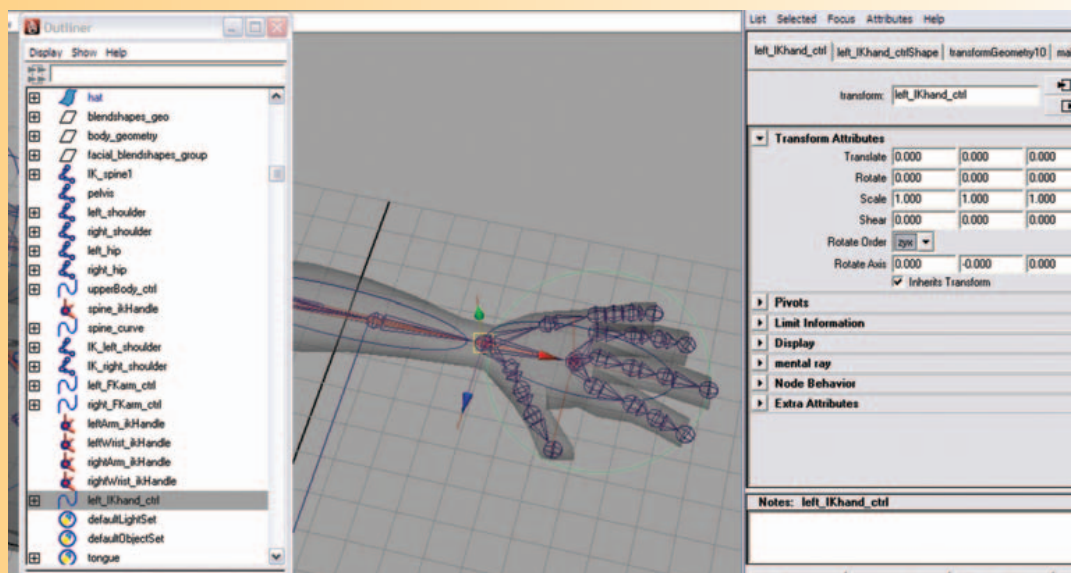 Outliner
Display Show Help
hat
blendshapes_geo
body_geometry
facial_blendshapes_group
IK_spine1
pelvis
left_shoulder
right_shoulder
left_hip
right_hip
upperBody_ctrl
spine_ikHandle
spine_curve
IK_left_shoulder
IK_right_shoulder
left_FKarm_ctrl
right_FKarm_ctrl
leftArm_ikHandle
leftWrist_ikHandle
rightArm_ikHandle
rightWrist_ikHandle
left_IKhand_ctrl
defaultLightSet
defaultObjectSet
tongue
List Selected Focus Attributes Help
left_IKhand_ctrl left_IKhand_ctrlShape transformGeometry10 mai
transform: left_IKhand_ctrl
Transform Attributes
Translate 0.000 0.000 0.000
Rotate 0.000 0.000 0.000
Scale 1.000 1.000 1.000
Shear 0.000 0.000 0.000
Rotate Order zyx
Rotate Axis 0.000 -0.000 0.000
Inherits Transform
Pivots
Limit Information
Display
mental ray
Node Behavior
Extra Attributes
Notes: left_IKhand_ctrl